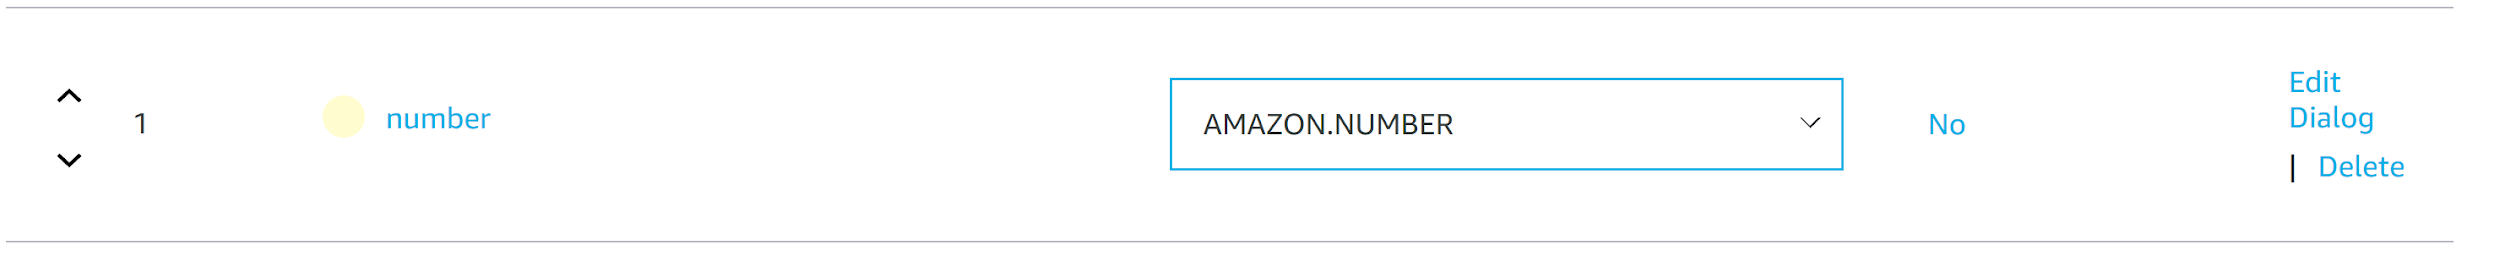 1
number
AMAZON.NUMBER
No
Edit
Dialog
| Delete